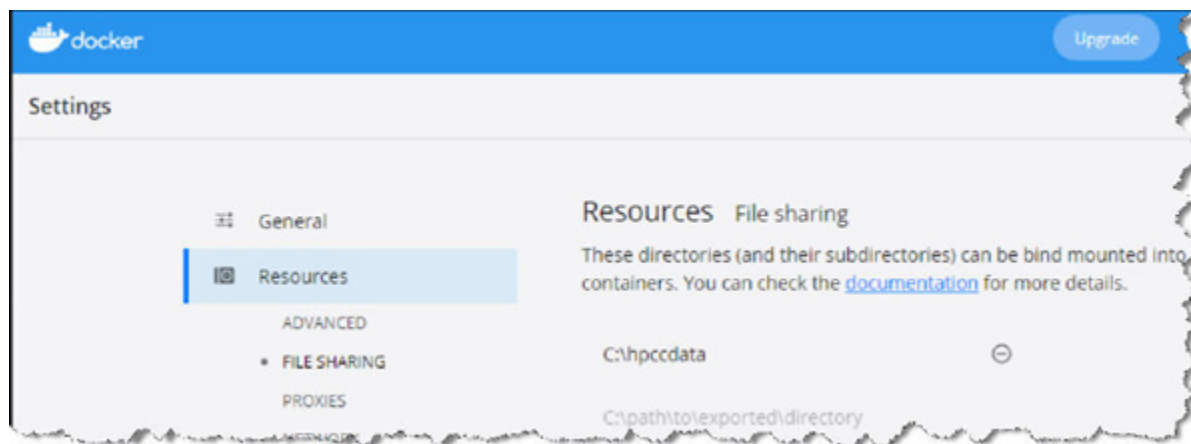 docker
Upgrade
Settings
General
Resources
ADVANCED
FILE SHARING
PROXIES
NETWORK
Resources File sharing
These directories (and their subdirectories) can be bind mounted into
containers. You can check the documentation for more details.
C:\hpccdata
C:\path\to\exported\directory